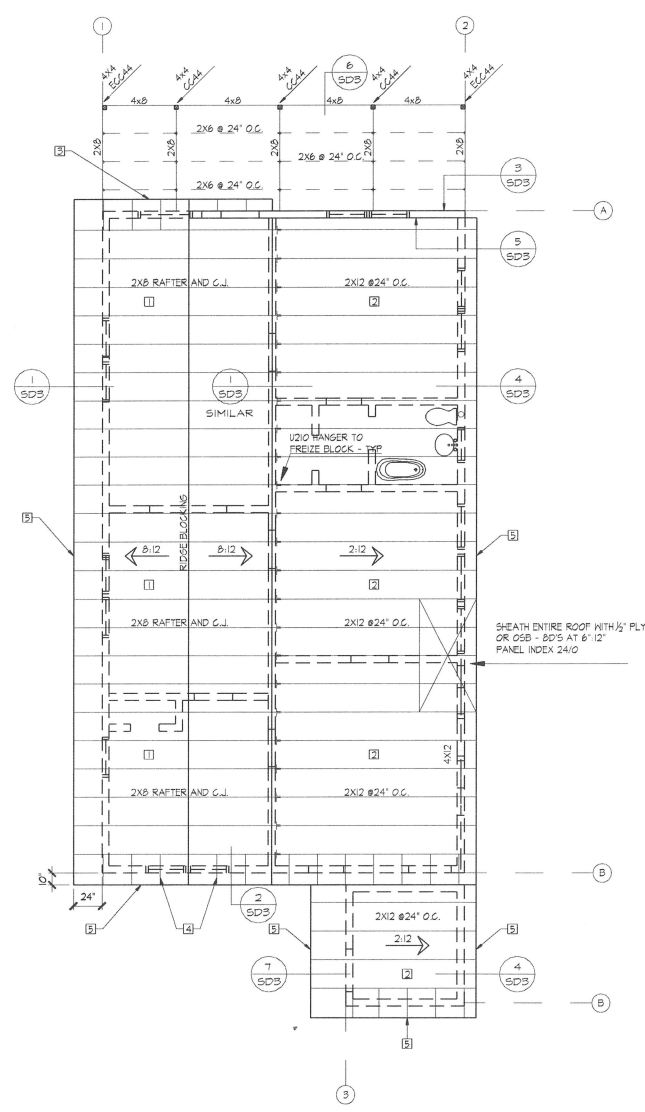 1
2
4X4
ECC44
4X4
CC44
4X4
CC44
4X4
CC44
4X4
ECC44
6
SD3
4x8
4x8
4x8
4x8
2X8
2X8
2X8
2X8
2X8
2X6 @ 24" O.C.
2X6 @ 24" O.C.
2X6 @ 24" O.C.
3
3
SD3
A
5
SD3
2X8 RAFTER AND C.J.
2X12 @24" O.C.
1
2
1
SD3
1
SD3
SIMILAR
4
SD3
U210 HANGER TO
FREIZE BLOCK - TYP
RIDGE BLOCKING
5
5
8:12
8:12
2:12
1
2
2X8 RAFTER AND C.J.
2X12 @24" O.C.
SHEATH ENTIRE ROOF WITH 1/2" PLY
OR OSB - 8D'S AT 6":12"
PANEL INDEX 24/0
1
2
4X12
2X8 RAFTER AND C.J.
2X12 @24" O.C.
10"
24"
B
5
4
2
SD3
5
5
2X12 @24" O.C.
2:12
7
SD3
2
4
SD3
B
5
3